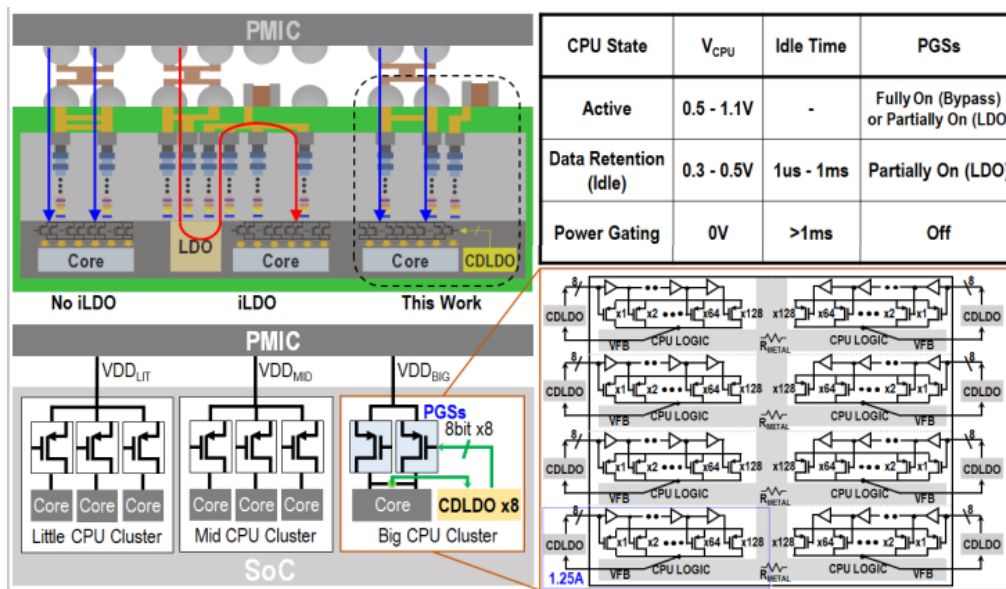 PMIC
LDO
Core
Core
Core
CDLDO
No iLDO
iLDO
This Work
CPU State
V_CPU
Idle Time
PGSs
Active
0.5 - 1.1V
-
Fully On (Bypass)
or Partially On (LDO
Data Retention
(Idle)
0.3 - 0.5V
1us - 1ms
Partially On (LDO)
Power Gating
0V
>1ms
Off
PMIC
VDD_LIT
VDD_MID
VDD_BIG
PGSs
8bit x8
Core Core Core
Core Core Core
Core
CDLDO x8
Little CPU Cluster
Mid CPU Cluster
Big CPU Cluster
SoC
8
8
CDLDO
x1 x2 x64 x128
x128 x64 x2 x1
CDLDO
VFB
CPU LOGIC
R_METAL
CPU LOGIC
VFB
8
8
CDLDO
x1 x2 x64 x128
x128 x64 x2 x1
CDLDO
VFB
CPU LOGIC
R_METAL
CPU LOGIC
VFB
8
8
CDLDO
x1 x2 x64 x128
x128 x64 x2 x1
CDLDO
VFB
CPU LOGIC
R_METAL
CPU LOGIC
VFB
8
8
CDLDO
x1 x2 x64 x128
x128 x64 x2 x1
CDLDO
VFB
CPU LOGIC
R_METAL
CPU LOGIC
VFB
1.25A